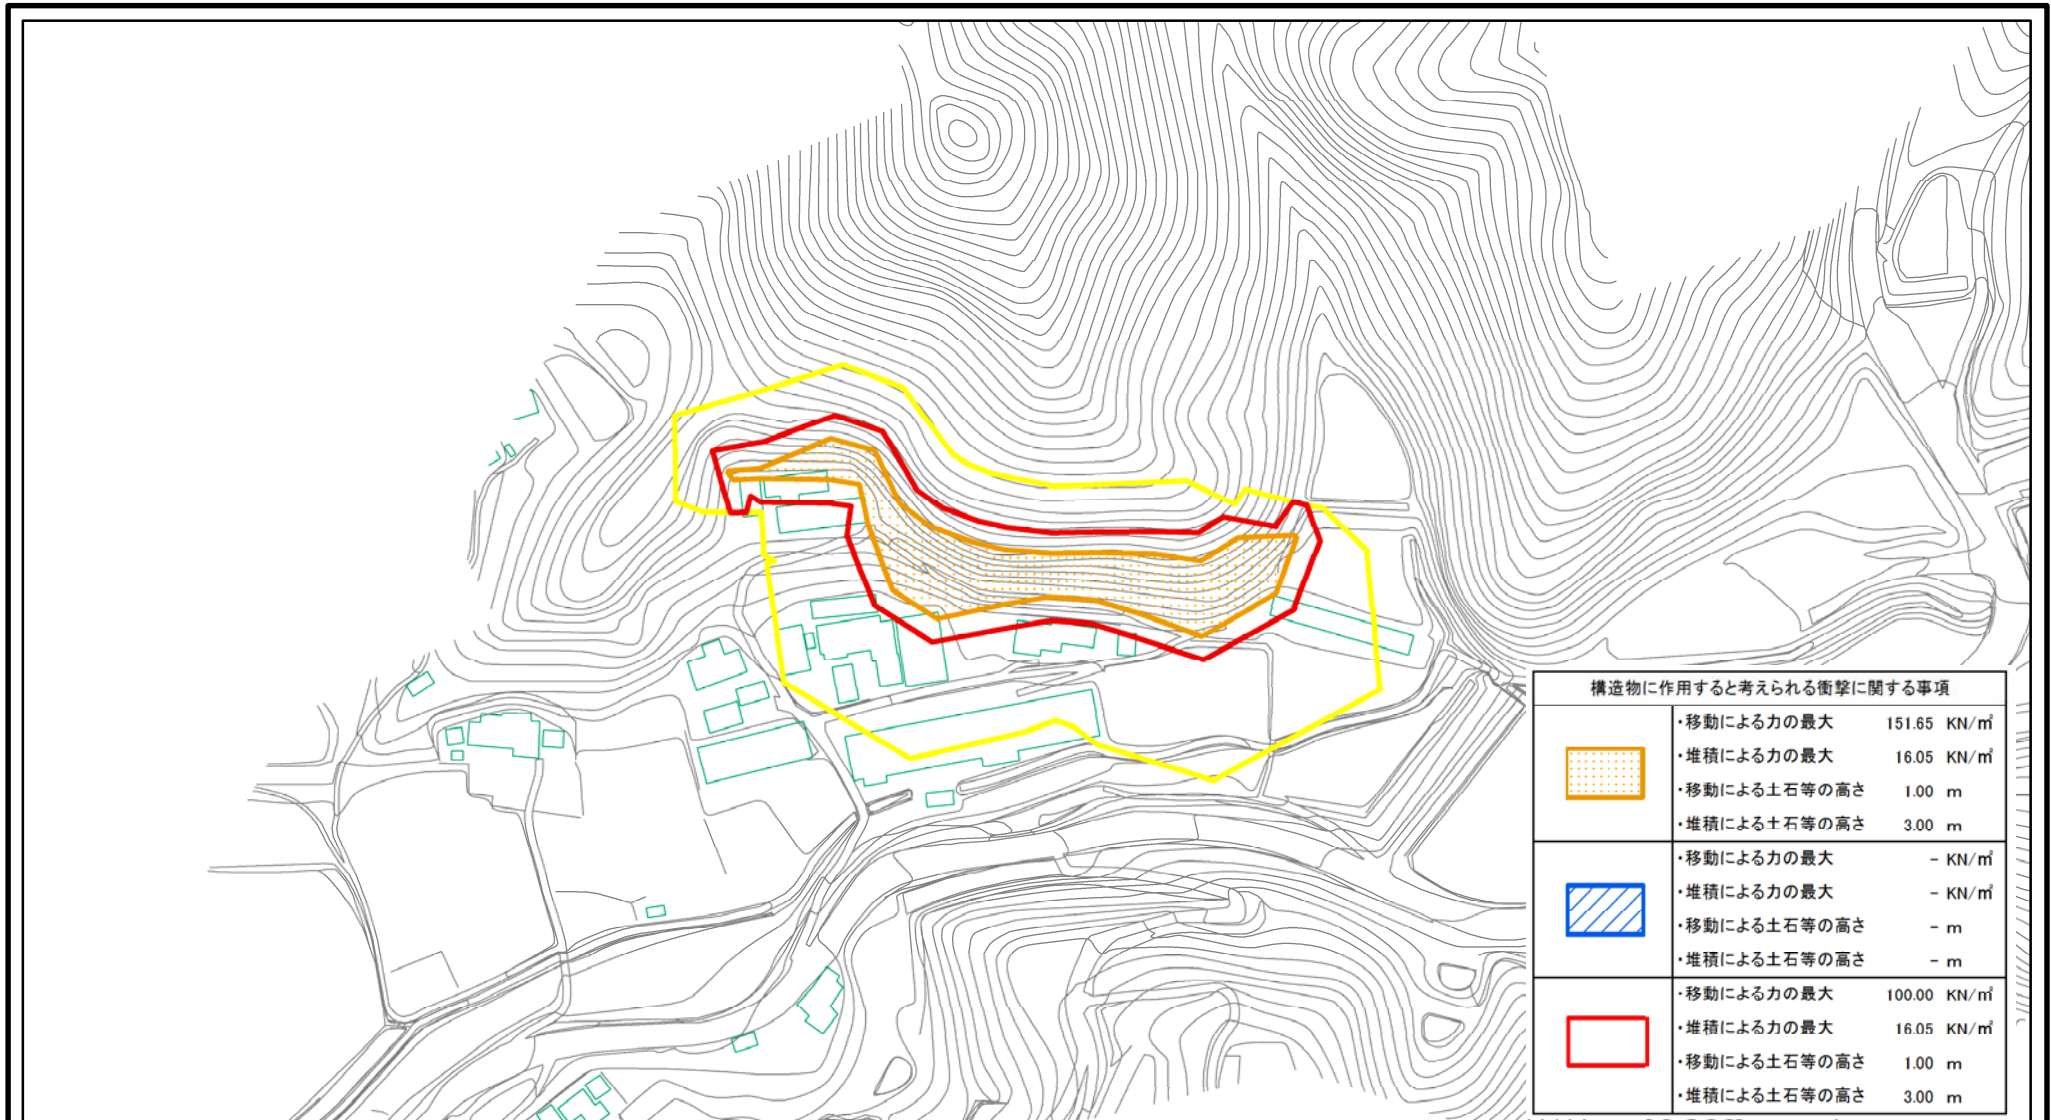 構造物に作用すると考えられる衝撃に関する事項
・移動による力の最大 151.65 KN/㎡
・堆積による力の最大 16.05 KN/㎡
・移動による土石等の高さ 1.00 m
・堆積による土石等の高さ 3.00 m
・移動による力の最大 - KN/㎡
・堆積による力の最大 - KN/㎡
・移動による土石等の高さ - m
・堆積による土石等の高さ - m
・移動による力の最大 100.00 KN/㎡
・堆積による力の最大 16.05 KN/㎡
・移動による土石等の高さ 1.00 m
・堆積による土石等の高さ 3.00 m